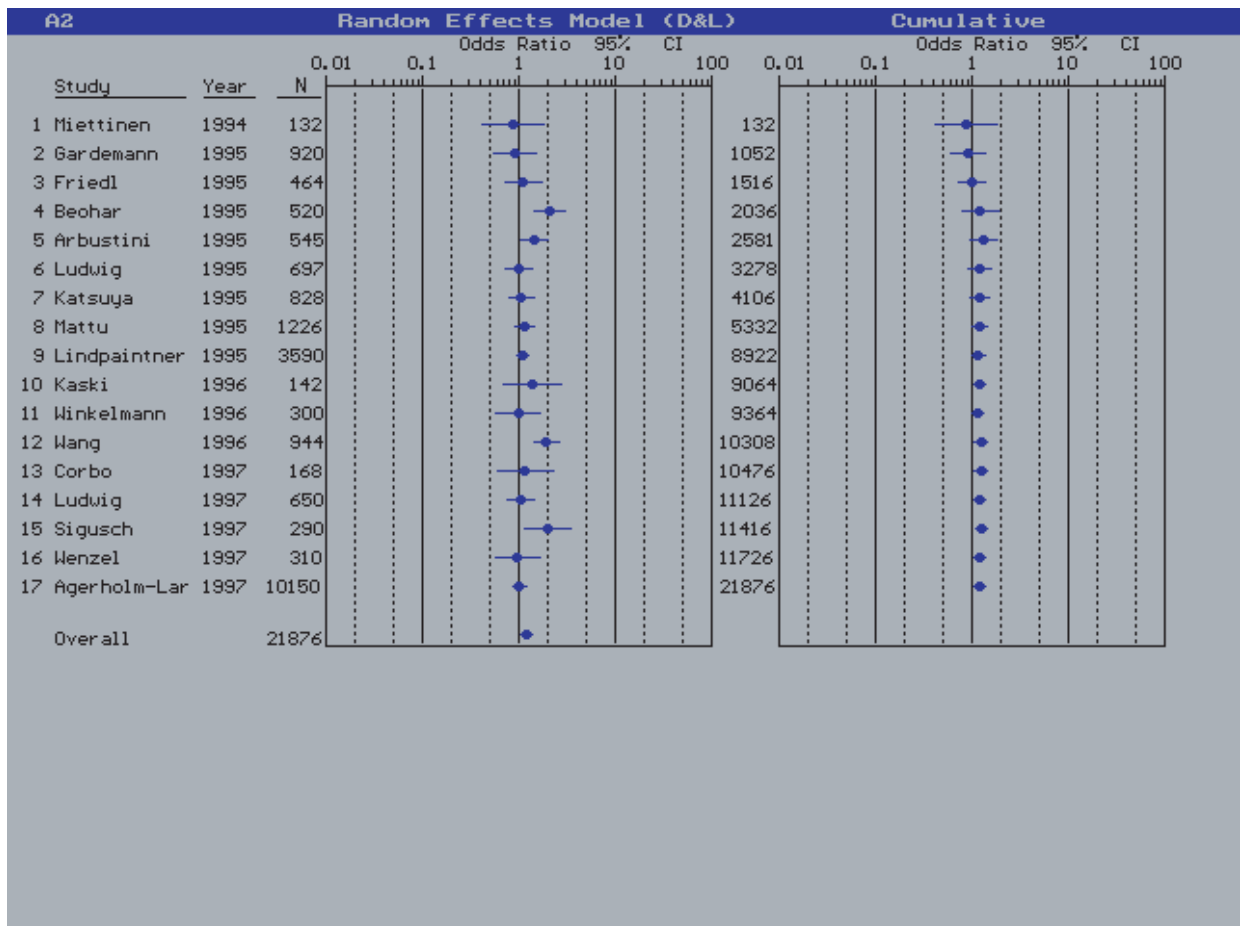 A2 Random Effects Model (D&L) Cumulative
Odds Ratio 95% CI Odds Ratio 95% CI
0.01 0.1 1 10 100 0.01 0.1 1 10 100
Study Year N
1 Miettinen 1994 132 132
2 Gardemann 1995 920 1052
3 Friedl 1995 464 1516
4 Beohar 1995 520 2036
5 Arbustini 1995 545 2581
6 Ludwig 1995 697 3278
7 Katsuya 1995 828 4106
8 Mattu 1995 1226 5332
9 Lindpaintner 1995 3590 8922
10 Kaski 1996 142 9064
11 Winkelmann 1996 300 9364
12 Wang 1996 944 10308
13 Corbo 1997 168 10476
14 Ludwig 1997 650 11126
15 Sigusch 1997 290 11416
16 Wenzel 1997 310 11726
17 Agerholm-Lar 1997 10150 21876
Overall 21876